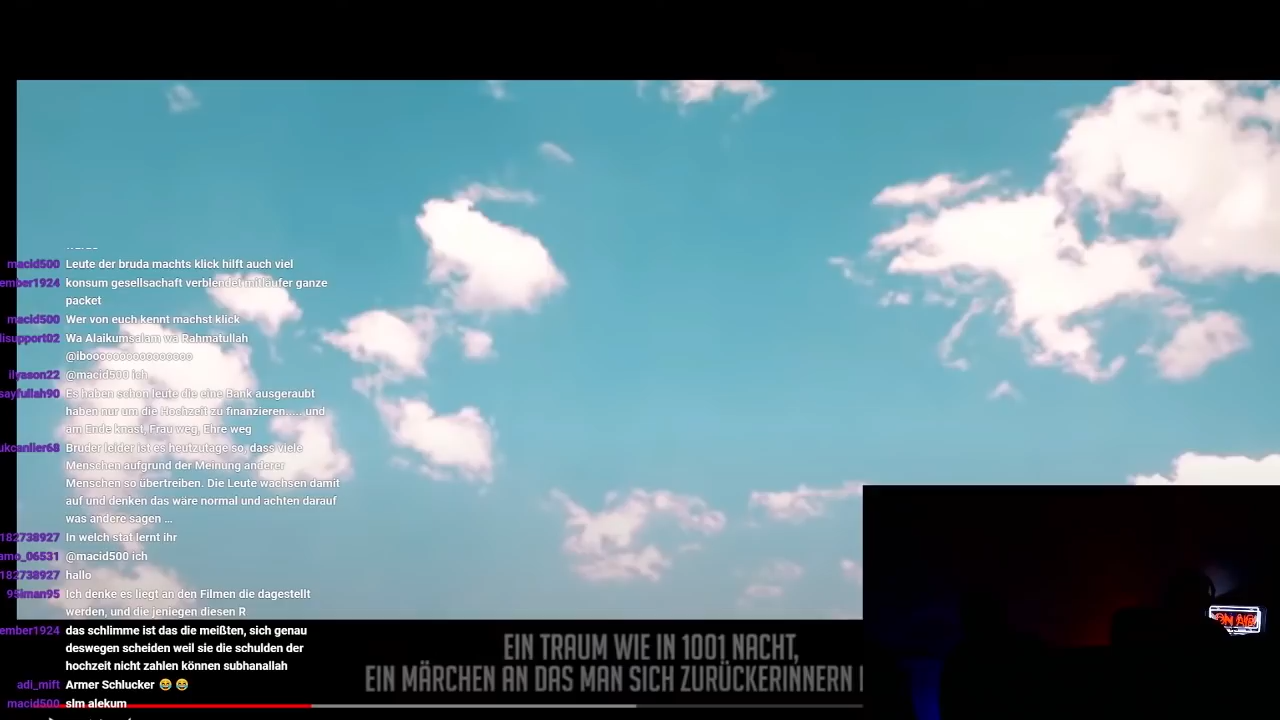 macid500 Leute der bruda machts klick hilft auch viel
ember1924 konsum gesellsachaft verblendet mitläufer ganze
packet
macid500 Wer von euch kennt machst klick
lisupport02 Wa Alaikumsalam wa Rahmatullah
@iboooooooooooooooo
ilyason22 @macid500 ich
sayfullah90 Es haben schon leute die eine Bank ausgeraubt
haben nur um die Hochzeit zu finanzieren..... und
am Ende knast, Frau weg, Ehre weg
ukcanlier68 Bruder leider ist es heutzutage so, dass viele
Menschen aufgrund der Meinung anderer
Menschen so übertreiben. Die Leute wachsen damit
auf und denken das wäre normal und achten darauf
was andere sagen ...
182738927 In welch stat lernt ihr
amo_06531 @macid500 ich
182738927 hallo
95iman95 Ich denke es liegt an den Filmen die dagestellt
werden, und die jeniegen diesen R
ember1924 das schlimme ist das die meißten, sich genau
deswegen scheiden weil sie die schulden der
hochzeit nicht zahlen können subhanallah
adi_mift Armer Schlucker 😂 😂
macid500 slm alekum
EIN TRAUM WIE IN 1001 NACHT,
EIN MÄRCHEN AN DAS MAN SICH ZURÜCKERINNERN
ON AIR